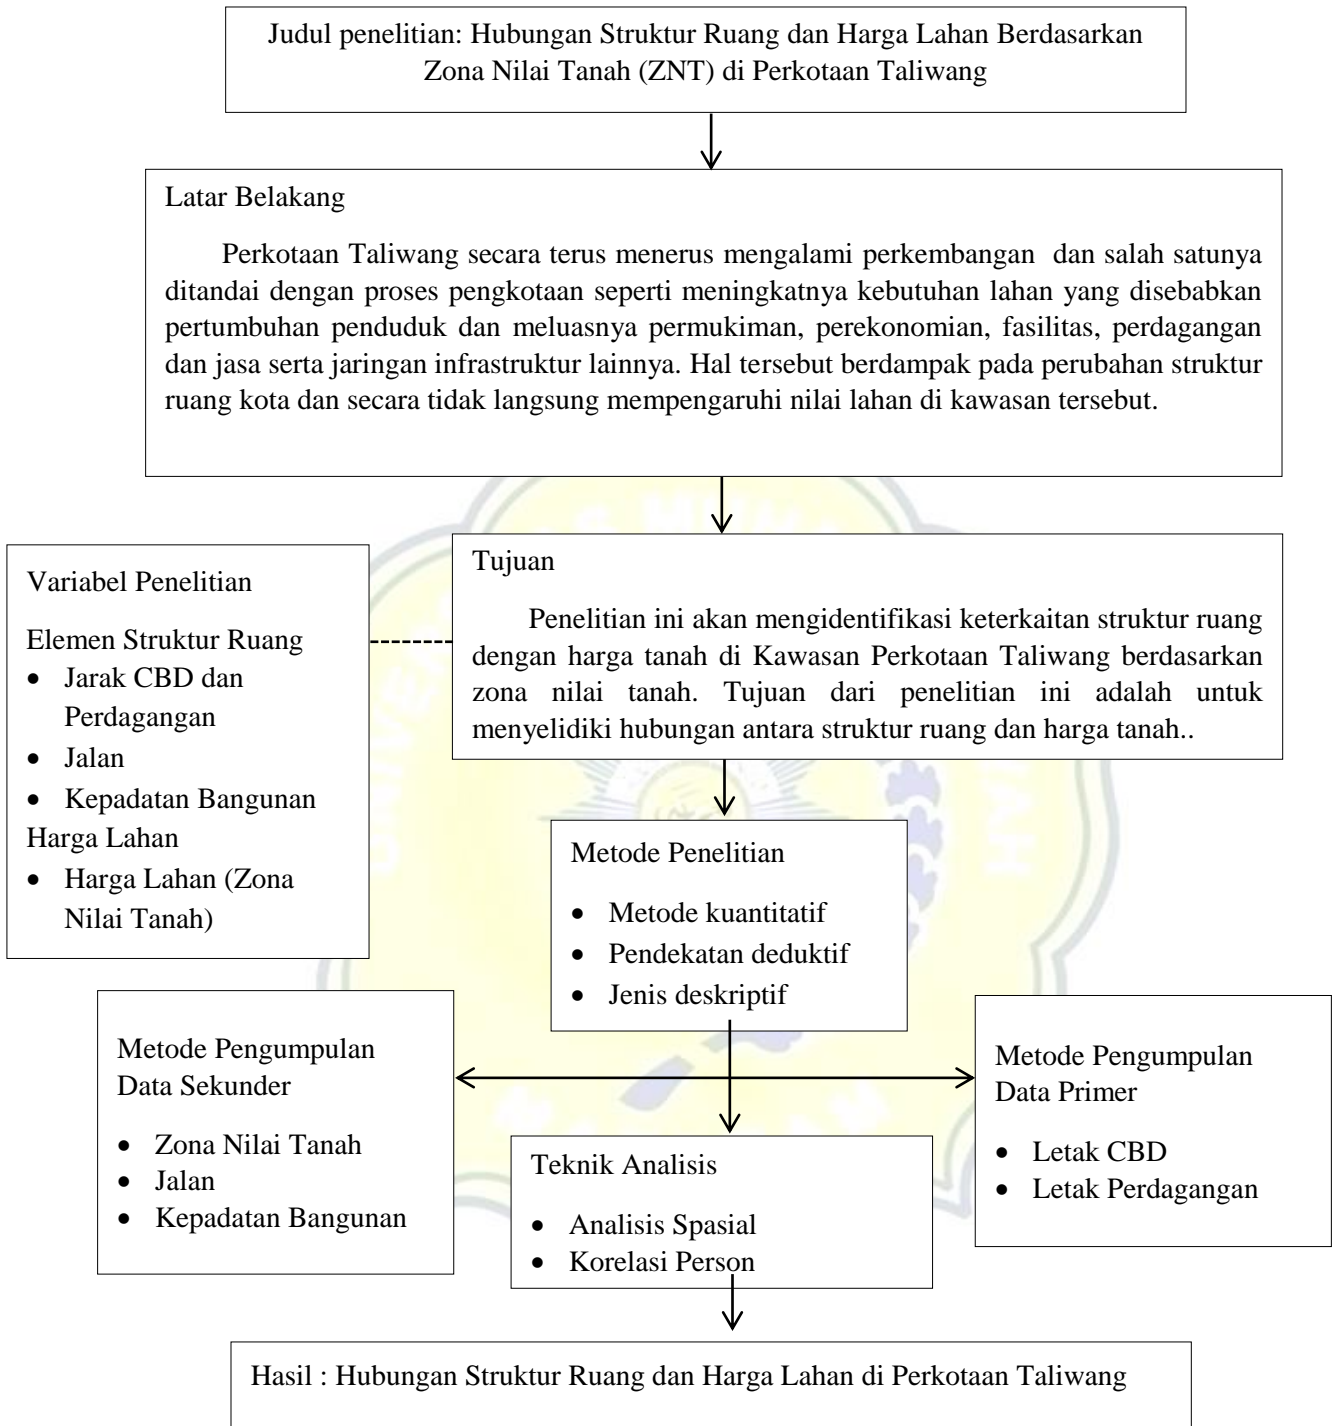 Judul penelitian: Hubungan Struktur Ruang dan Harga Lahan Berdasarkan
Zona Nilai Tanah (ZNT) di Perkotaan Taliwang
Latar Belakang
Perkotaan Taliwang secara terus menerus mengalami perkembangan dan salah satunya
ditandai dengan proses pengkotaan seperti meningkatnya kebutuhan lahan yang disebabkan
pertumbuhan penduduk dan meluasnya permukiman, perekonomian, fasilitas, perdagangan
dan jasa serta jaringan infrastruktur lainnya. Hal tersebut berdampak pada perubahan struktur
ruang kota dan secara tidak langsung mempengaruhi nilai lahan di kawasan tersebut.
Variabel Penelitian
Elemen Struktur Ruang
• Jarak CBD dan
Perdagangan
• Jalan
• Kepadatan Bangunan
Harga Lahan
• Harga Lahan (Zona
Nilai Tanah)
Tujuan
Penelitian ini akan mengidentifikasi keterkaitan struktur ruang
dengan harga tanah di Kawasan Perkotaan Taliwang berdasarkan
zona nilai tanah. Tujuan dari penelitian ini adalah untuk
menyelidiki hubungan antara struktur ruang dan harga tanah..
Metode Penelitian
• Metode kuantitatif
• Pendekatan deduktif
• Jenis deskriptif
Metode Pengumpulan
Data Sekunder
• Zona Nilai Tanah
• Jalan
• Kepadatan Bangunan
Metode Pengumpulan
Data Primer
• Letak CBD
• Letak Perdagangan
Teknik Analisis
• Analisis Spasial
• Korelasi Person
Hasil : Hubungan Struktur Ruang dan Harga Lahan di Perkotaan Taliwang